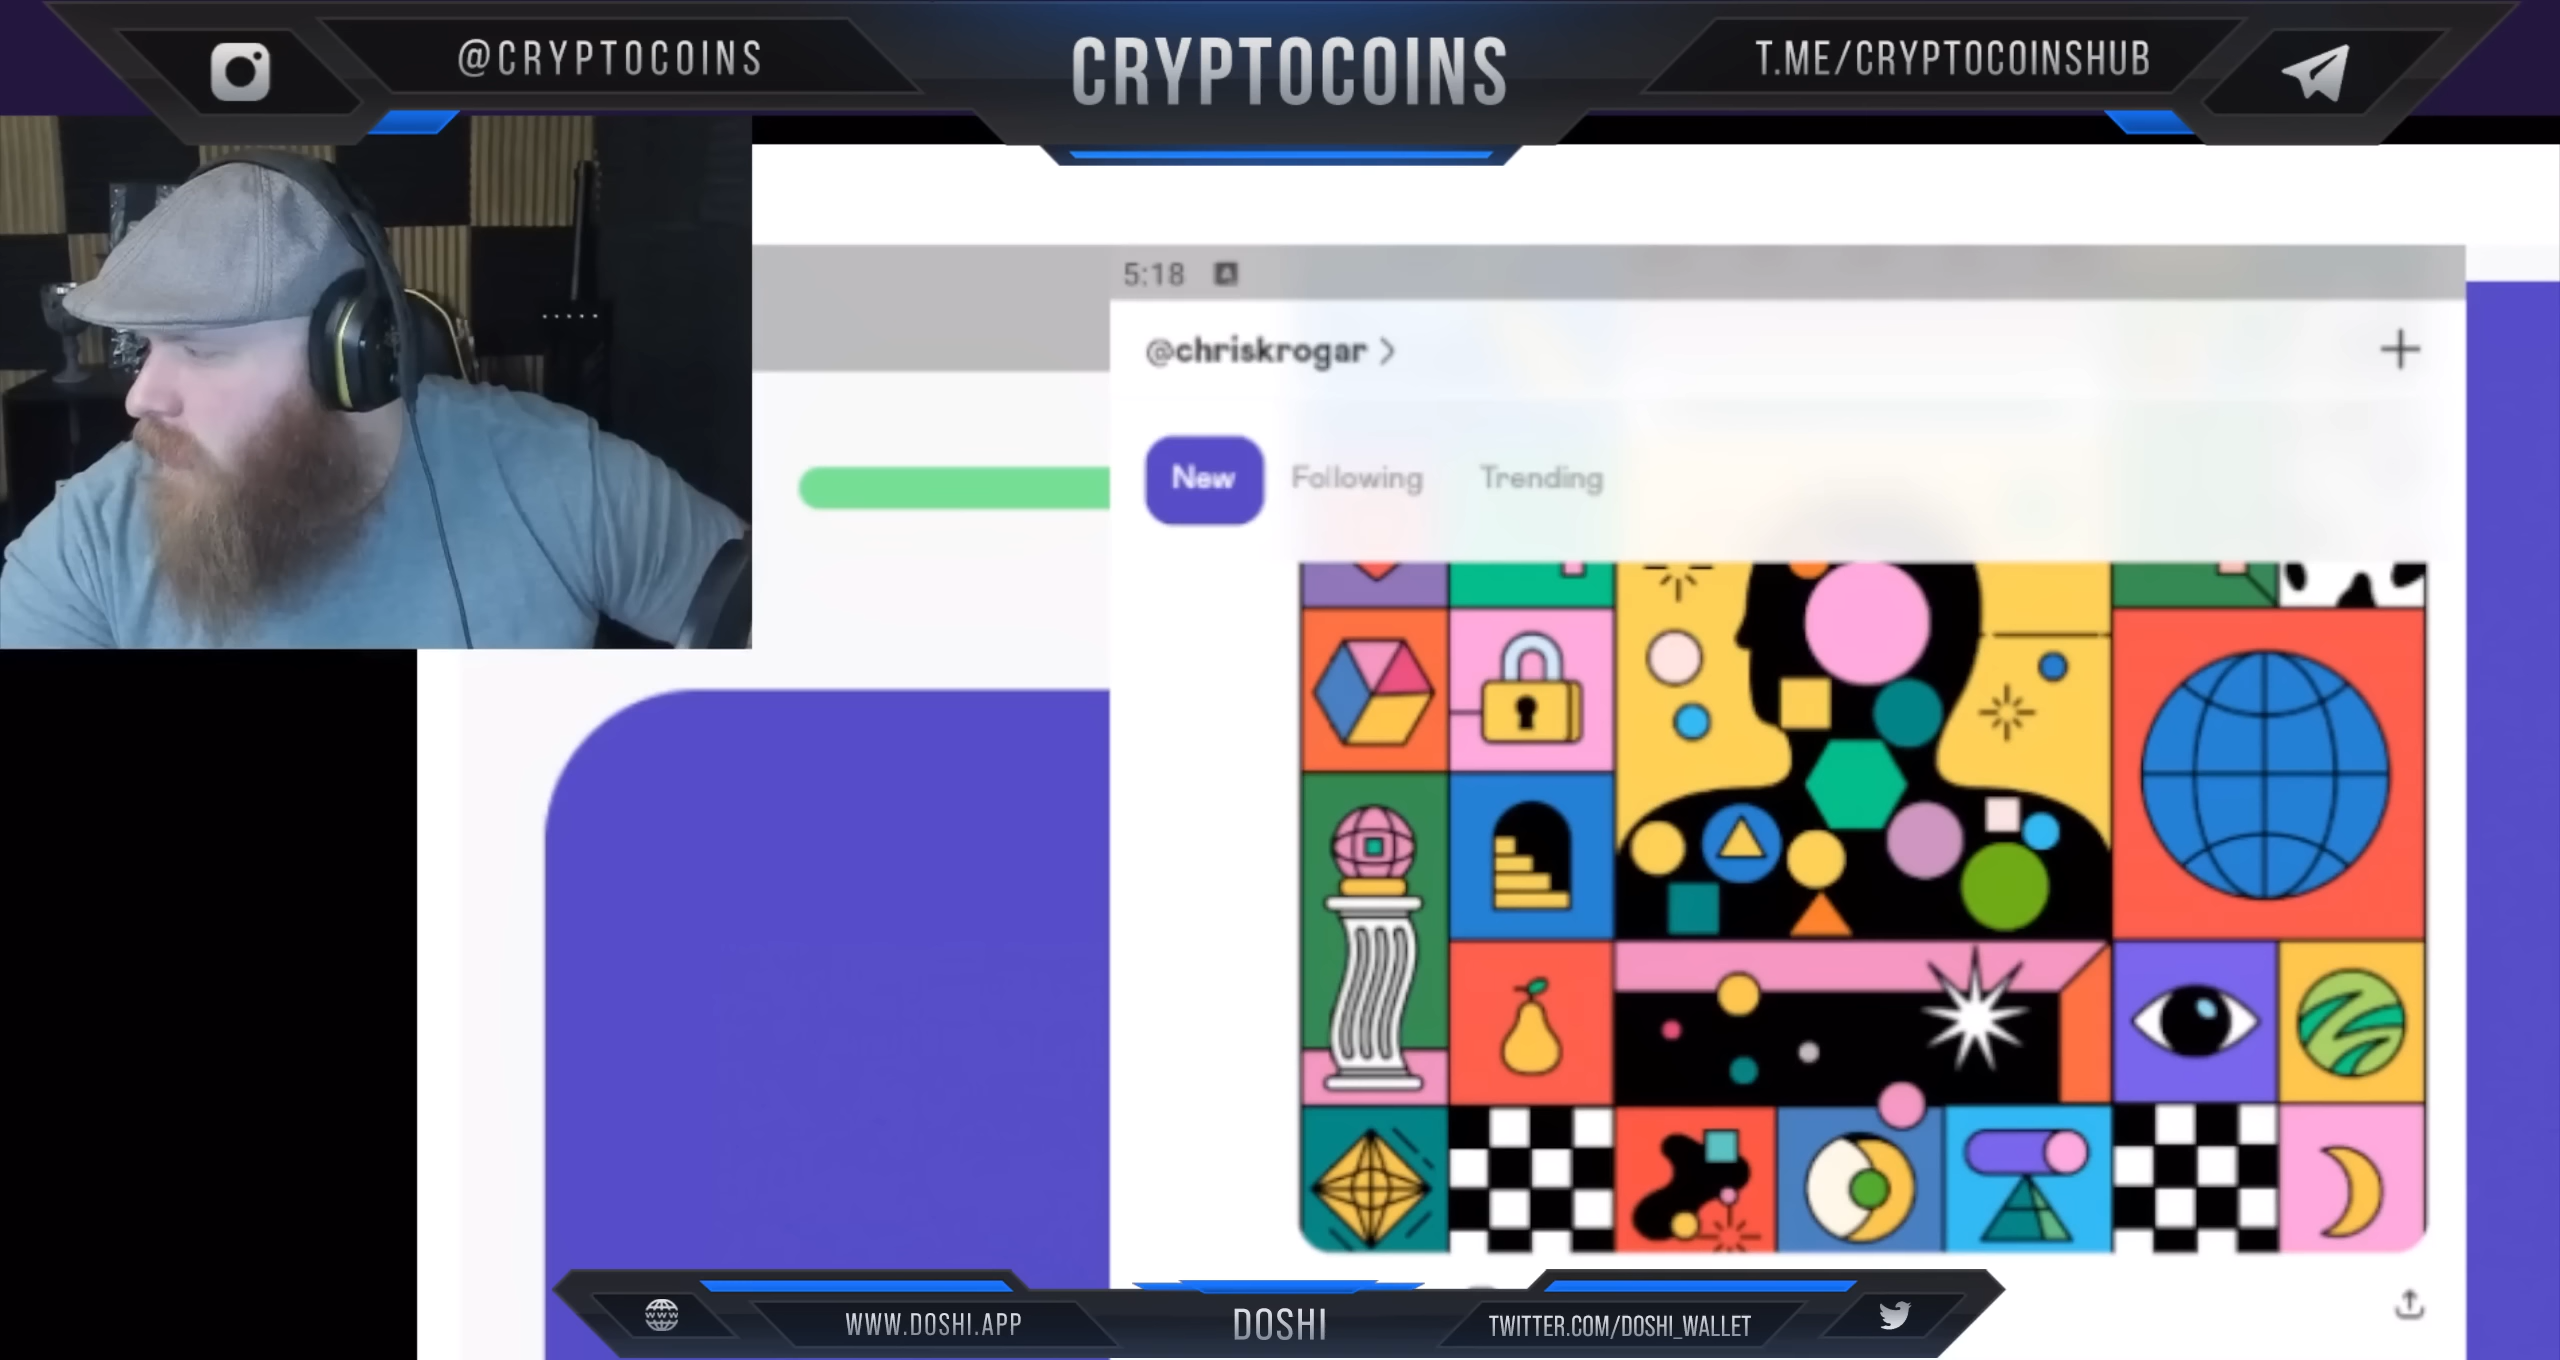 @CRYPTOCOINS
CRYPTOCOINS
T.ME/CRYPTOCOINSHUB
5:18
@chriskrogar >
New
Following
Trending
WWW.DOSHI.APP
DOSHI
TWITTER.COM/DOSHI_WALLET